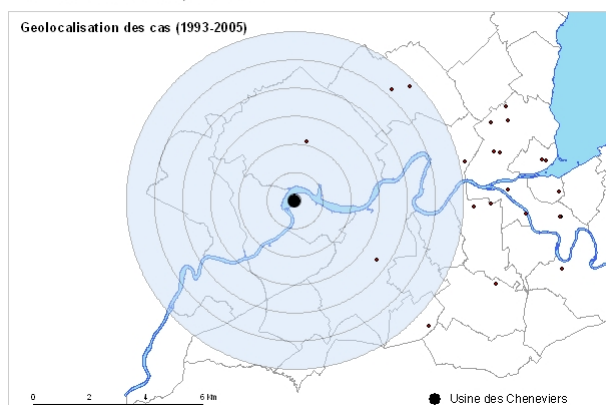 Geolocalisation des cas (1993-2005)
0 2 4 6 Km
Usine des Cheneviers